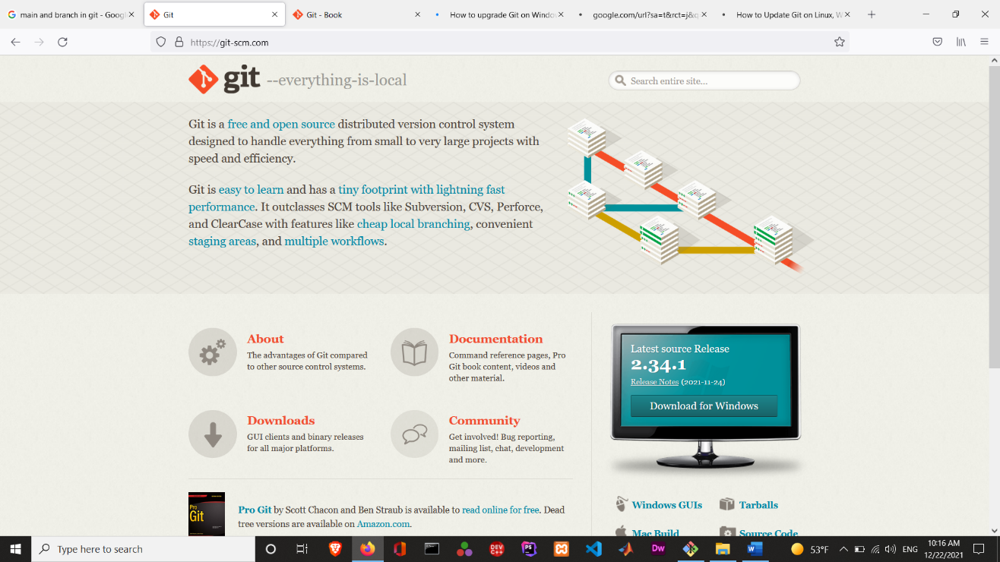 main and branch in git - Googl
Git
Git - Book
How to upgrade Git on Windo
google.com/url?sa=t&rct=j&q
How to Update Git on Linux, W
https://git-scm.com
git --everything-is-local
Search entire site...
Git is a free and open source distributed version control system
designed to handle everything from small to very large projects with
speed and efficiency.
Git is easy to learn and has a tiny footprint with lightning fast
performance. It outclasses SCM tools like Subversion, CVS, Perforce,
and ClearCase with features like cheap local branching, convenient
staging areas, and multiple workflows.
About
The advantages of Git compared
to other source control systems.
Documentation
Command reference pages, Pro
Git book content, videos and
other material.
Downloads
GUI clients and binary releases
for all major platforms.
Community
Get involved! Bug reporting,
mailing list, chat, development
and more.
Latest source Release
2.34.1
Release Notes (2021-11-24)
Download for Windows
Pro
Git
Pro Git by Scott Chacon and Ben Straub is available to read online for free. Dead
tree versions are available on Amazon.com.
Windows GUIs
Tarballs
Mac Build
Source Code
Type here to search
DEV
C++
PS
Dw
W
53°F
ENG
10:16 AM
12/22/2021